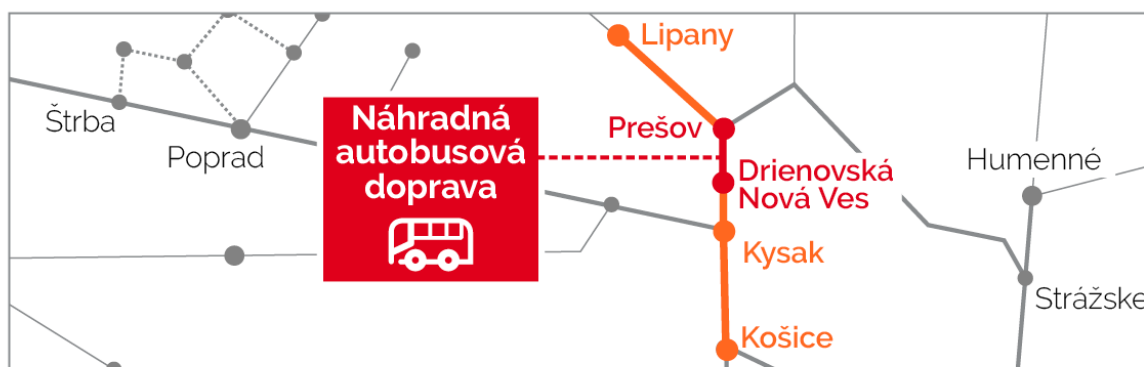 Lipany
Štrba
Poprad
Náhradná
autobusová
doprava
Prešov
Drienovská
Nová Ves
Humenné
Kysak
Strážske
Košice